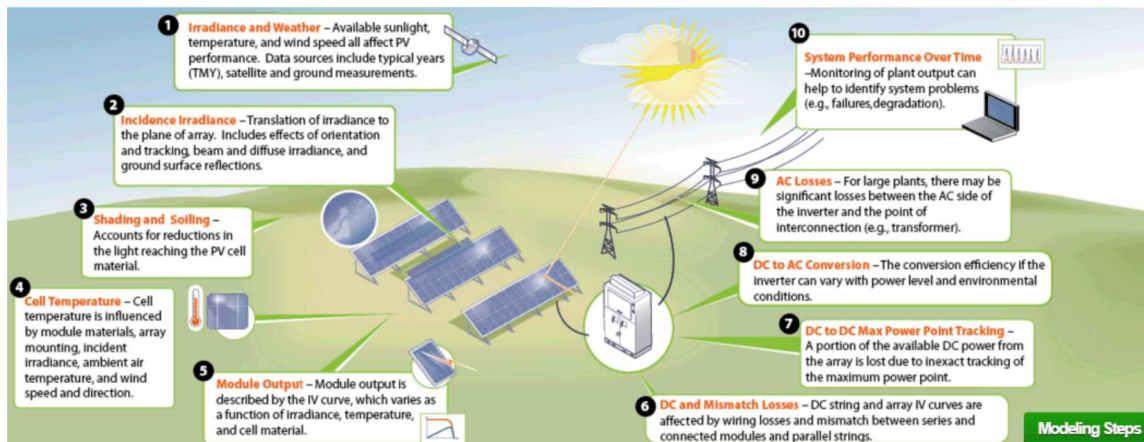 1
Irradiance and Weather – Available sunlight,
temperature, and wind speed all affect PV
performance. Data sources include typical years
(TMY), satellite and ground measurements.
2
Incidence Irradiance – Translation of irradiance to
the plane of array. Includes effects of orientation
and tracking, beam and diffuse irradiance, and
ground surface reflections.
3
Shading and Soiling –
Accounts for reductions in
the light reaching the PV cell
material.
4
Cell Temperature – Cell
temperature is influenced
by module materials, array
mounting, incident
irradiance, ambient air
temperature, and wind
speed and direction.
5
Module Output – Module output is
described by the IV curve, which varies as
a function of irradiance, temperature,
and cell material.
6
DC and Mismatch Losses – DC string and array IV curves are
affected by wiring losses and mismatch between series and
connected modules and parallel strings.
7
DC to DC Max Power Point Tracking –
A portion of the available DC power from
the array is lost due to inexact tracking of
the maximum power point.
8
DC to AC Conversion – The conversion efficiency if the
inverter can vary with power level and environmental
conditions.
9
AC Losses – For large plants, there may be
significant losses between the AC side of
the inverter and the point of
interconnection (e.g., transformer).
10
System Performance Over Time
–Monitoring of plant output can
help to identify system problems
(e.g., failures,degradation).
Modeling Steps